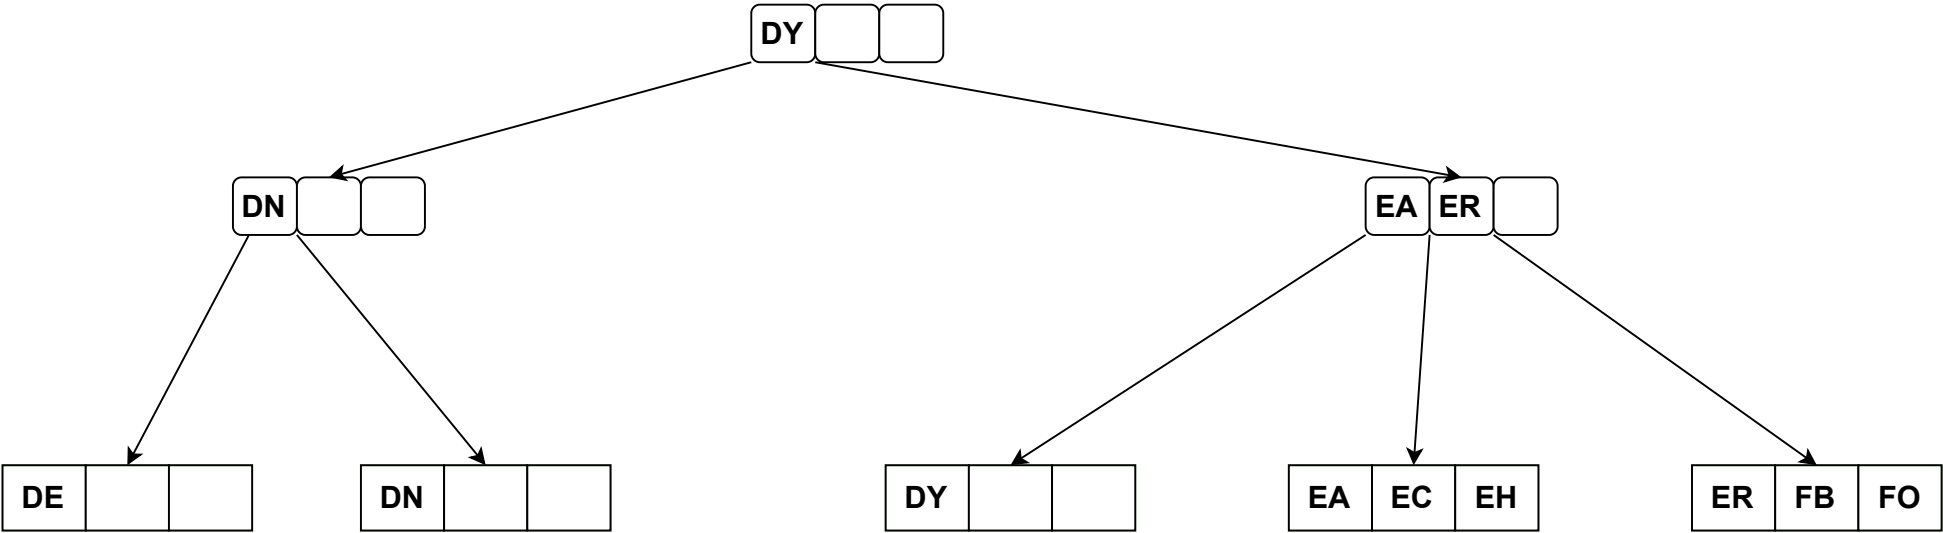 DY
DN
EA ER
DE
DN
DY
EA EC EH
ER FB FO